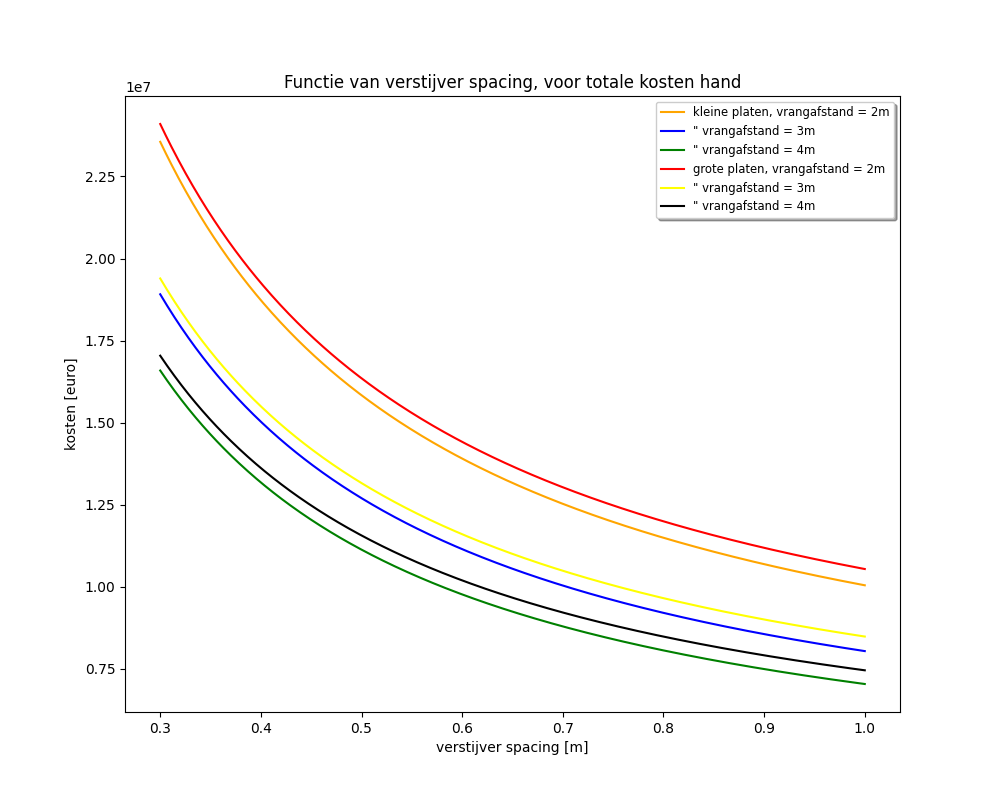 Functie van verstijver spacing, voor totale kosten hand
1e7
kleine platen, vrangafstand = 2m
" vrangafstand = 3m
" vrangafstand = 4m
grote platen, vrangafstand = 2m
" vrangafstand = 3m
" vrangafstand = 4m
2.25
2.00
1.75
1.50
1.25
1.00
0.75
kosten [euro]
0.3 0.4 0.5 0.6 0.7 0.8 0.9 1.0
verstijver spacing [m]